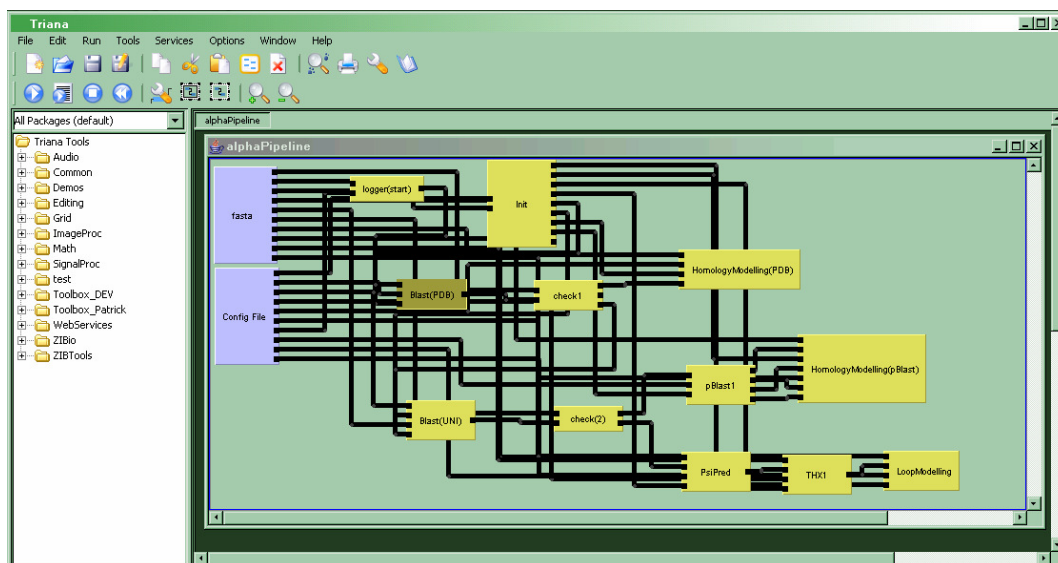 Triana
File Edit Run Tools Services Options Window Help
All Packages (default)
Triana Tools
Audio
Common
Demos
Editing
Grid
ImageProc
Math
SignalProc
test
Toolbox_DEV
Toolbox_Patrick
WebServices
ZIBio
ZIBTools
alphaPipeline
alphaPipeline
fasta
logger(start)
Init
HomologyModelling(PDB)
Config File
Blast(PDB)
check1
HomologyModelling(pBlast)
pBlast1
Blast(UNI)
check(2)
PsiPred
THX1
LoopModelling